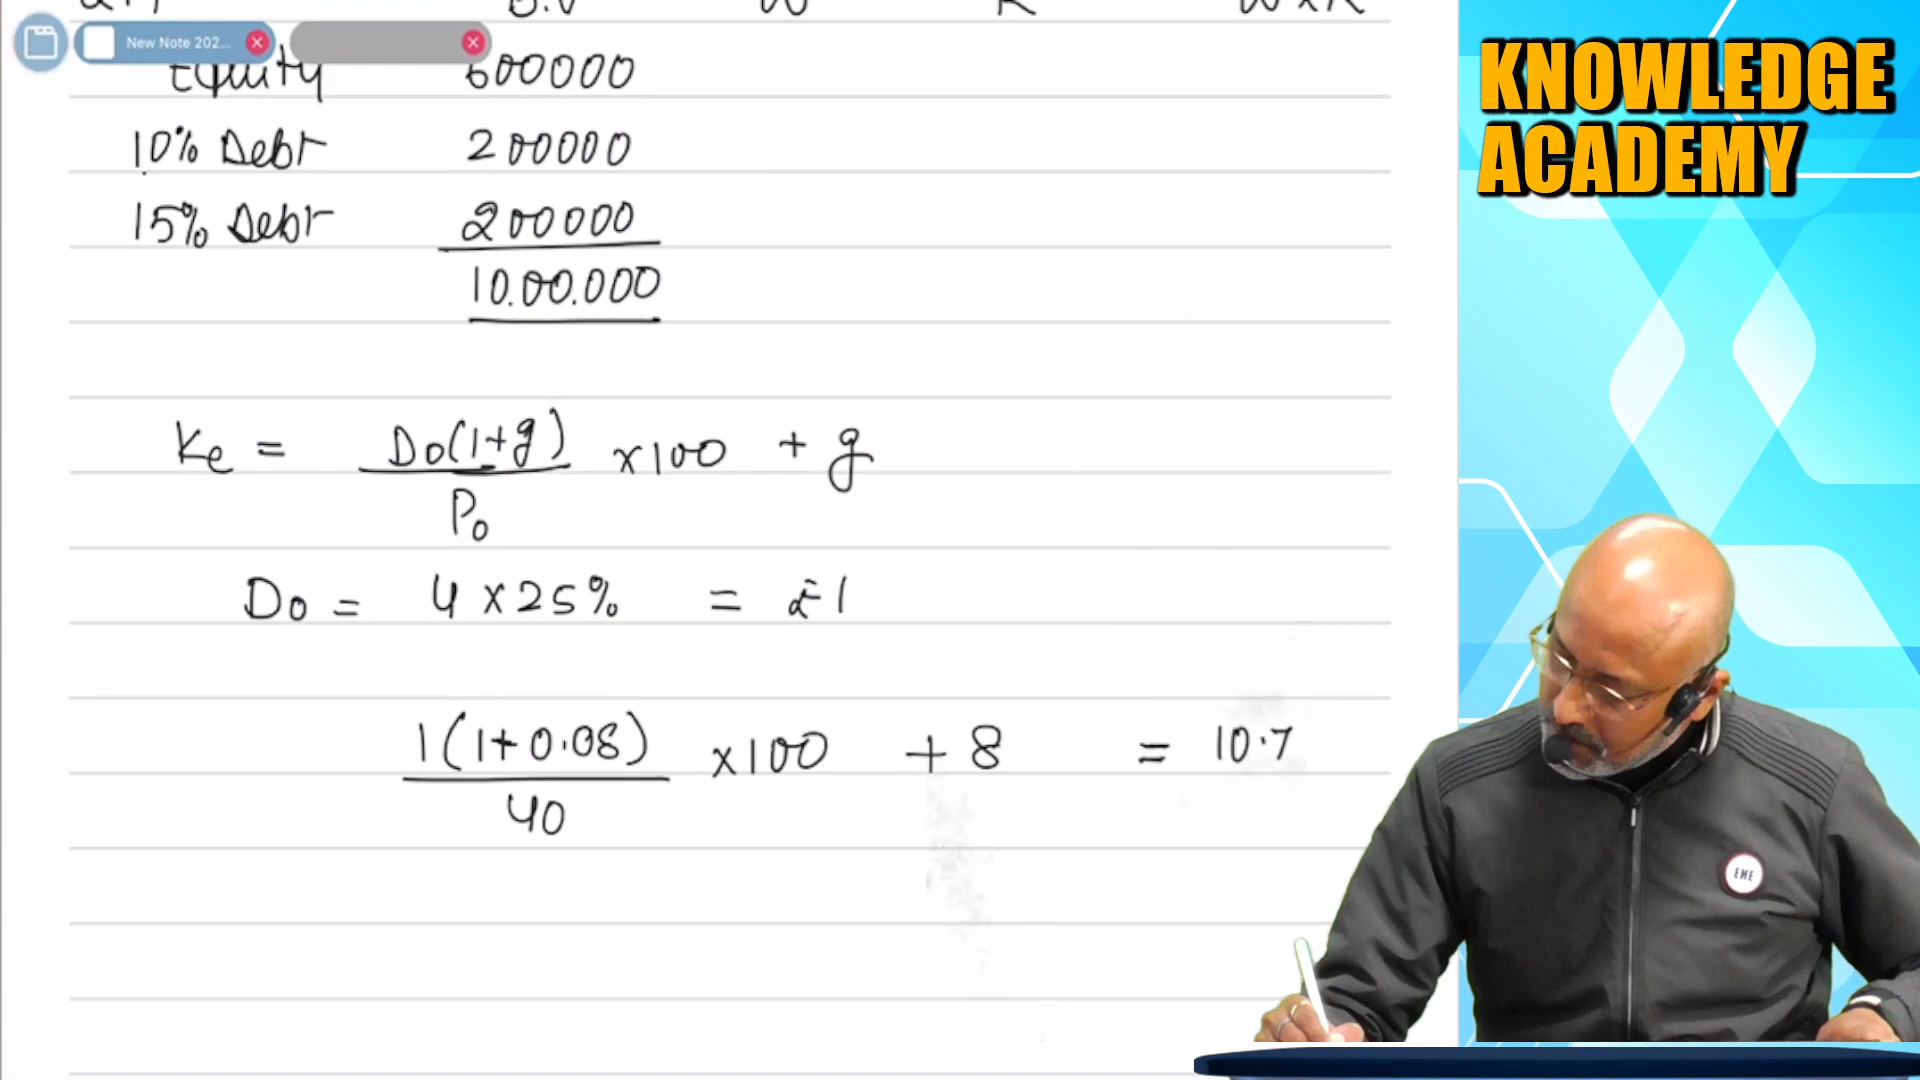 B.V W K W x K
New Note 202...
Equity 600000
10% Debt 200000
15% Debt 200000
10.00.000
Ke = Do(1+g) x100 + g
Po
Do = 4 x 25% = £1
1(1+0.08) x100 + 8 = 10.7
40
KNOWLEDGE
ACADEMY